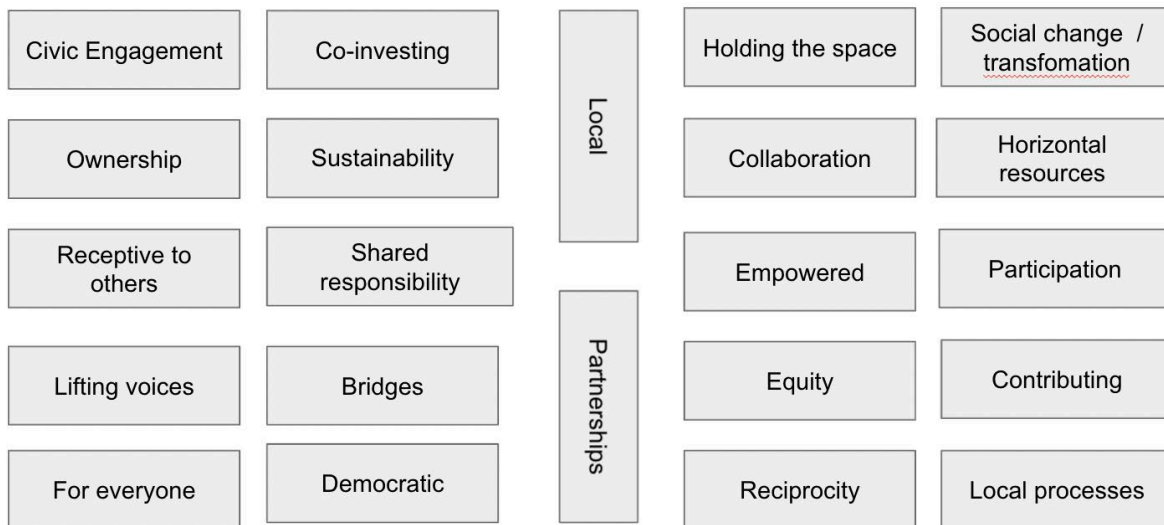 Civic Engagement
Co-investing
Ownership
Sustainability
Receptive to
others
Shared
responsibility
Lifting voices
Bridges
For everyone
Democratic
Local
Partnerships
Holding the space
Social change /
transfomation
Collaboration
Horizontal
resources
Empowered
Participation
Equity
Contributing
Reciprocity
Local processes